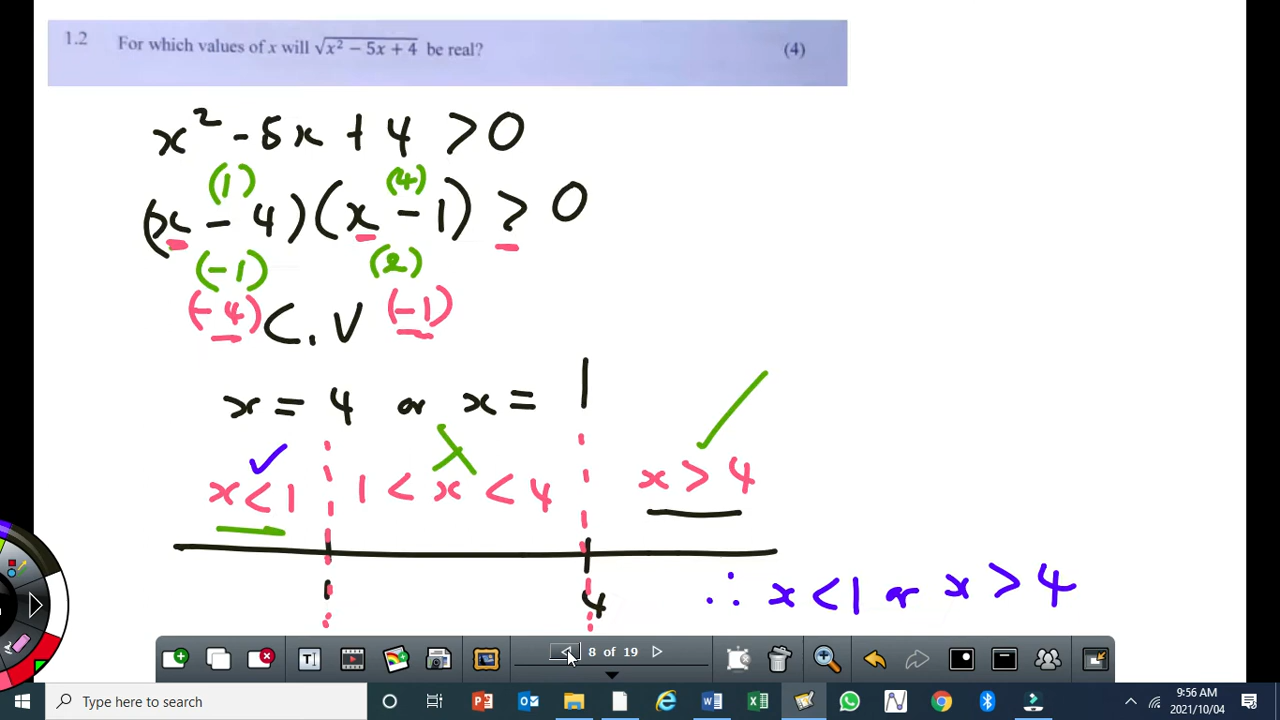 1.2 For which values of x will √x² − 5x + 4 be real? (4)
x² - 5x + 4 > 0
(1) (4)
(x - 4)(x - 1) > 0
(-1) (2)
(-4) C.V (-1)
x = 4 or x = 1
x < 1 1 < x < 4 x > 4
1 4
∴ x < 1 or x > 4
8 of 19
Type here to search
9:56 AM
2021/10/04